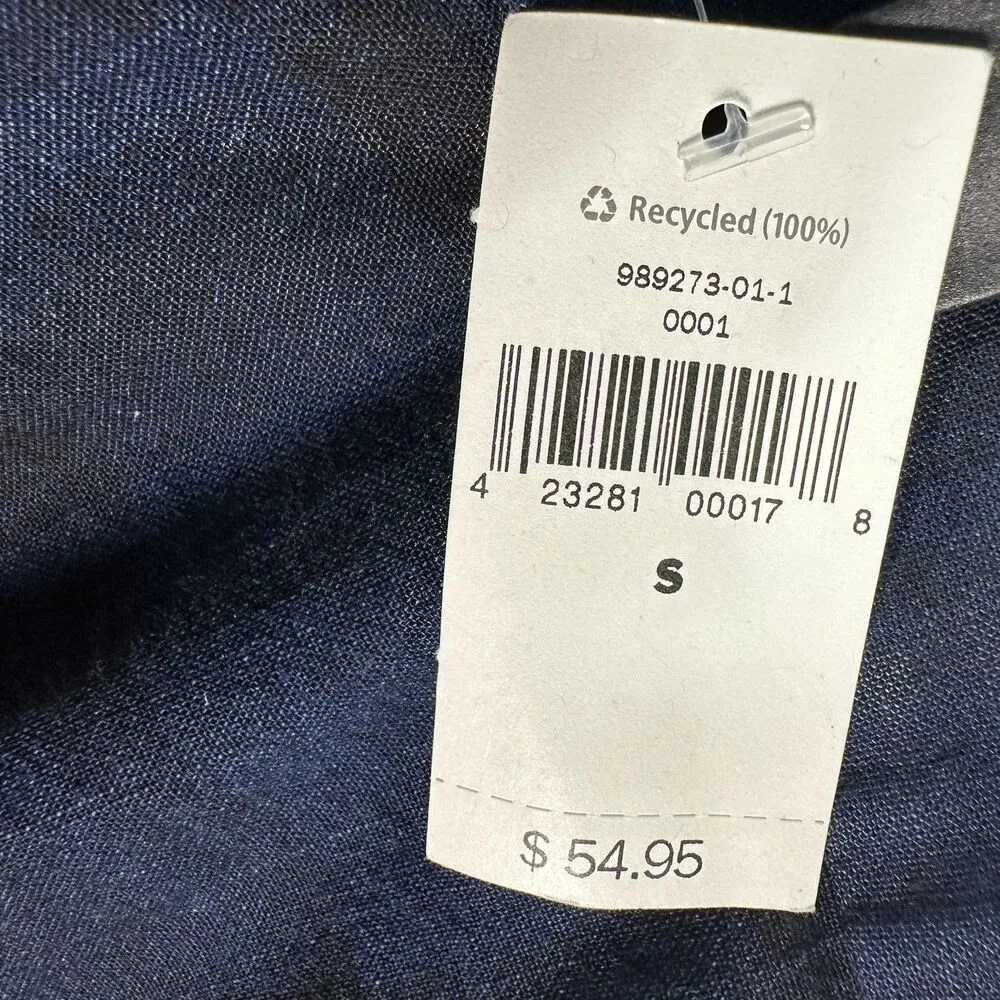 Recycled (100%)
989273-01-1
0001
4 23281 00017 8
S
$ 54.95